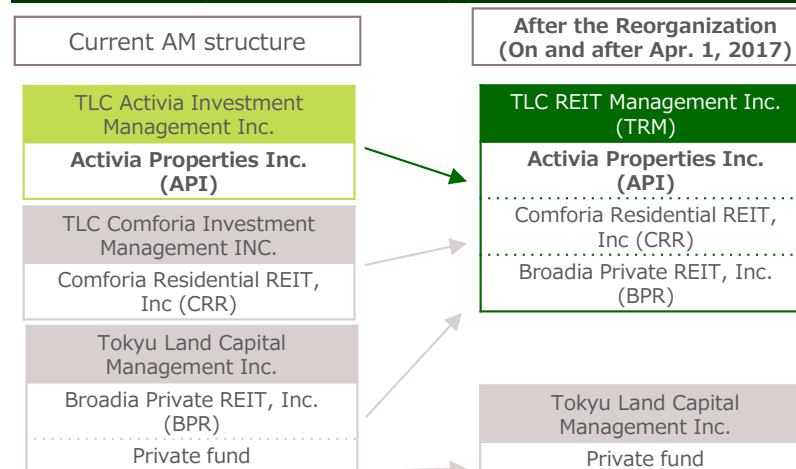 Current AM structure
After the Reorganization
(On and after Apr. 1, 2017)
TLC Activia Investment
Management Inc.
Activia Properties Inc.
(API)
TLC Comforia Investment
Management INC.
Comforia Residential REIT,
Inc (CRR)
Tokyu Land Capital
Management Inc.
Broadia Private REIT, Inc.
(BPR)
Private fund
TLC REIT Management Inc.
(TRM)
Activia Properties Inc.
(API)
Comforia Residential REIT,
Inc (CRR)
Broadia Private REIT, Inc.
(BPR)
Tokyu Land Capital
Management Inc.
Private fund